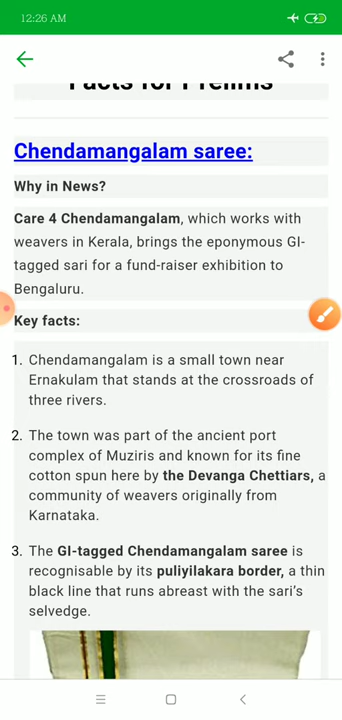 12:26 AM
Facts for Prelims
Chendamangalam saree:
Why in News?
Care 4 Chendamangalam, which works with
weavers in Kerala, brings the eponymous GI-
tagged sari for a fund-raiser exhibition to
Bengaluru.
Key facts:
1. Chendamangalam is a small town near
Ernakulam that stands at the crossroads of
three rivers.
2. The town was part of the ancient port
complex of Muziris and known for its fine
cotton spun here by the Devanga Chettiars, a
community of weavers originally from
Karnataka.
3. The GI-tagged Chendamangalam saree is
recognisable by its puliyilakara border, a thin
black line that runs abreast with the sari's
selvedge.